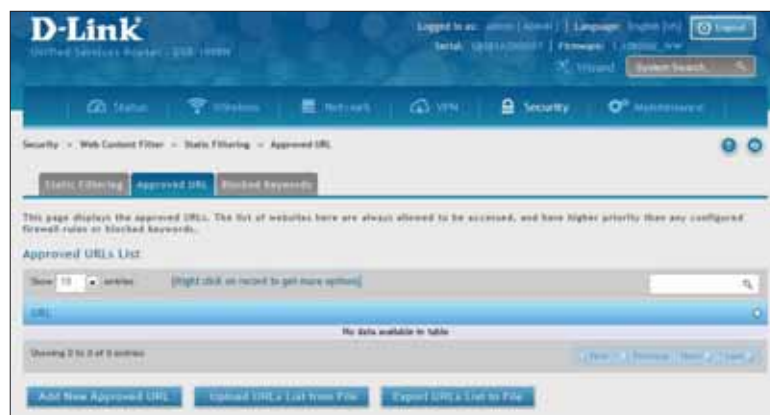 D-Link
Unified Services Router
Logged in as: admin (
Language: English
Logout
Serial:
Firmware:
Wizard
System Search...
Status
Wireless
Network
VPN
Security
Maintenance
Security » Web Content Filter » Static Filtering » Approved URL
Static Filtering
Approved URL
Blocked Keywords
This page displays the approved URLs. The list of websites here are always allowed to be accessed, and have higher priority than any configured
firewall rules or blocked keywords.
Approved URLs List
Show 10 entries
[Right click on record to get more options]
URL
No data available in table
Showing 0 to 0 of 0 entries
First
Previous
Next
Last
Add New Approved URL
Upload URLs List from File
Export URLs List to File